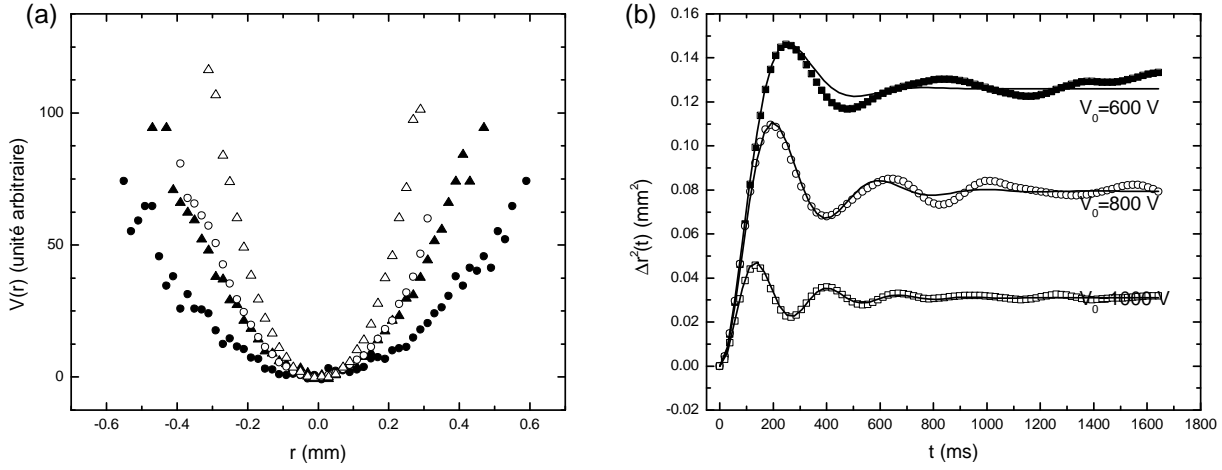 (a)
V(r) (unité arbitraire)
100
50
0
-0.6 -0.4 -0.2 0.0 0.2 0.4 0.6
r (mm)
(b)
Δr²(t) (mm²)
0.16
0.14
0.12
0.10
0.08
0.06
0.04
0.02
0.00
-0.02
V₀=600 V
V₀=800 V
V₀=1000 V
0 200 400 600 800 1000 1200 1400 1600 1800
t (ms)